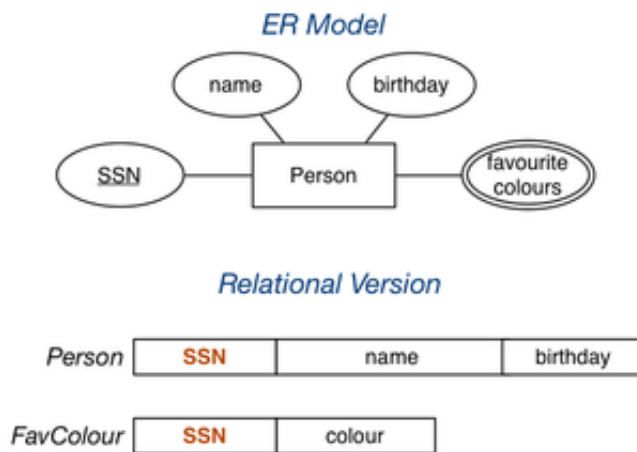 ER Model
name
birthday
SSN
Person
favourite
colours
Relational Version
Person SSN name birthday
FavColour SSN colour